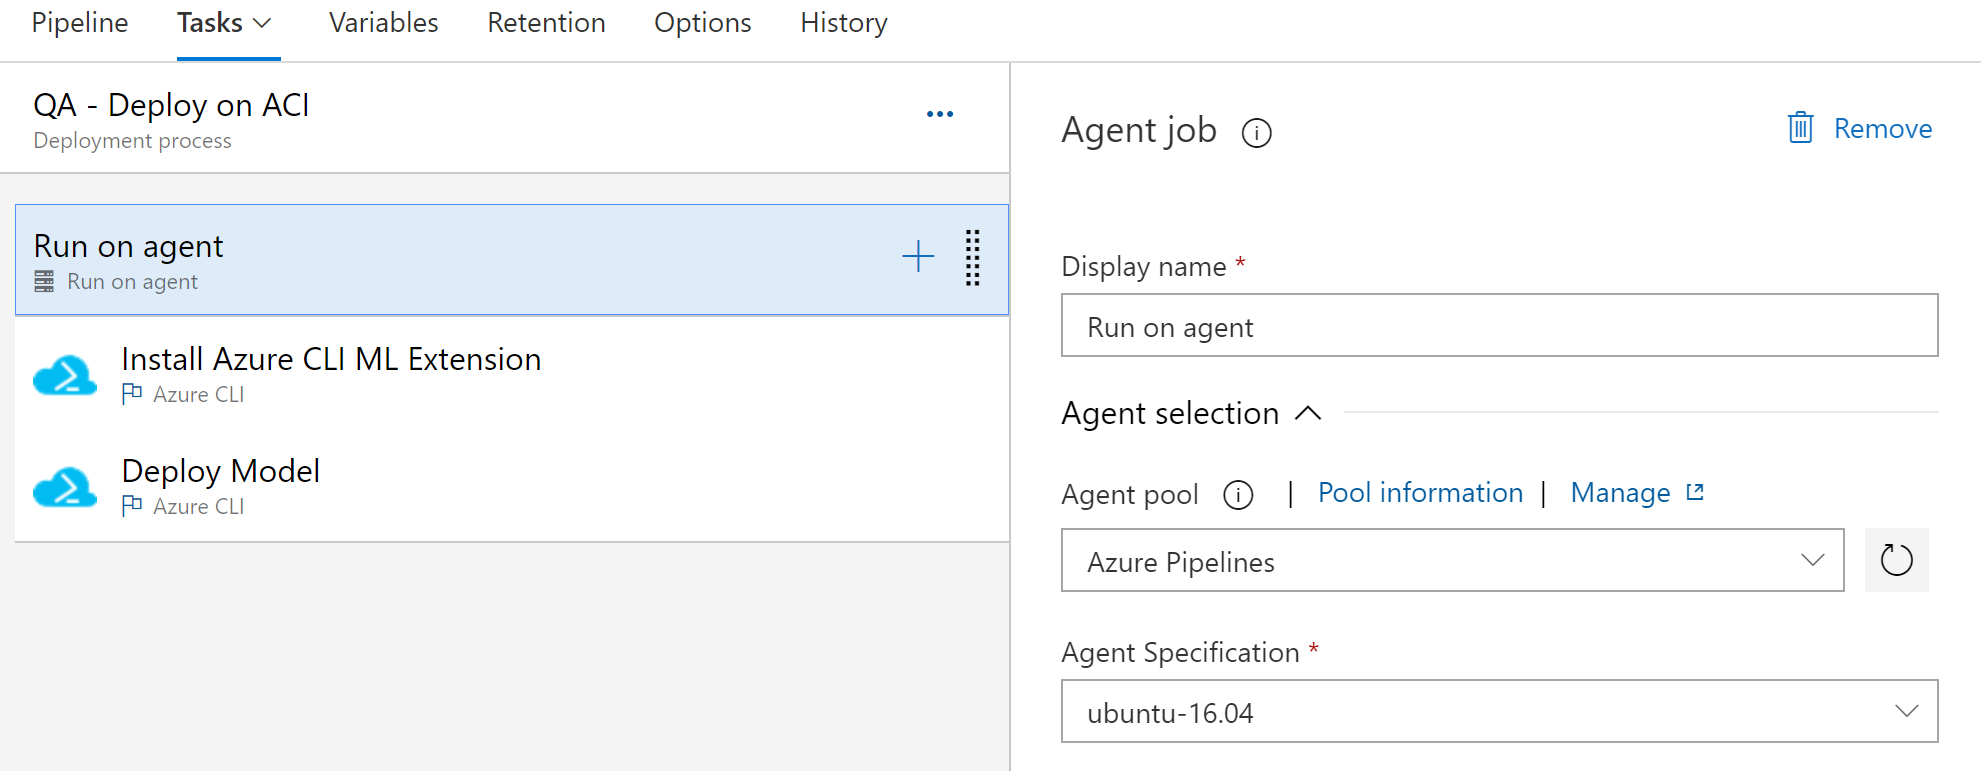 Pipeline Tasks Variables Retention Options History
QA - Deploy on ACI
Deployment process
Run on agent
Run on agent
Install Azure CLI ML Extension
Azure CLI
Deploy Model
Azure CLI
Agent job
Remove
Display name *
Run on agent
Agent selection
Agent pool | Pool information | Manage
Azure Pipelines
Agent Specification *
ubuntu-16.04